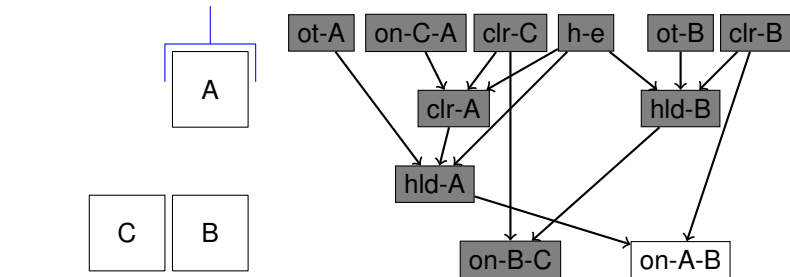 ot-A on-C-A clr-C h-e ot-B clr-B
A
clr-A hld-B
hld-A
C B
on-B-C on-A-B